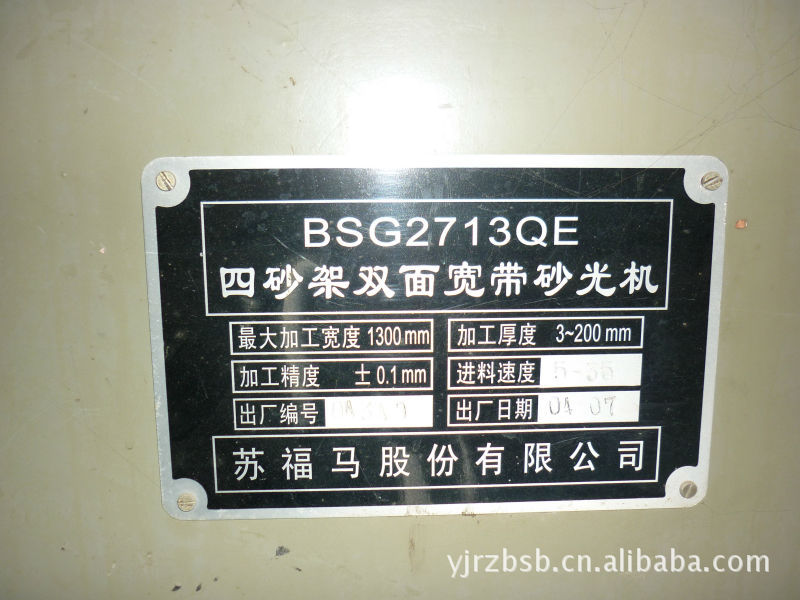 BSG2713QE
四砂架双面宽带砂光机
最大加工宽度 1300mm 加工厚度 3~200mm
加工精度 ±0.1mm 进料速度 5-35
出厂编号 出厂日期 04 07
苏福马股份有限公司
yjrzbsb.cn.alibaba.com